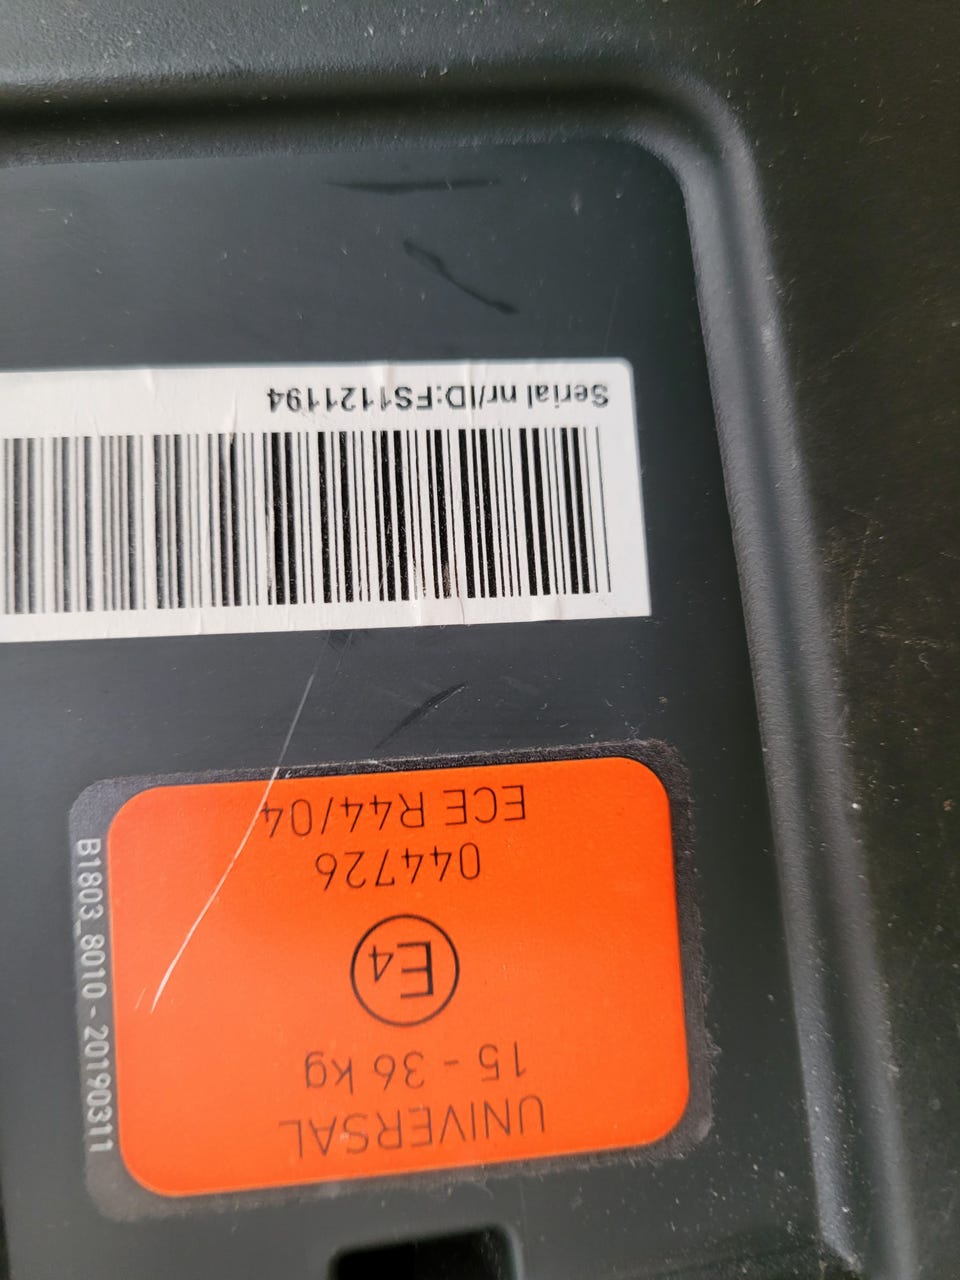 UNIVERSAL
15 - 36 kg
E4
044726
ECE R44/04
B1803_8010 - 20190311
Serial nr/ID:FS1121194